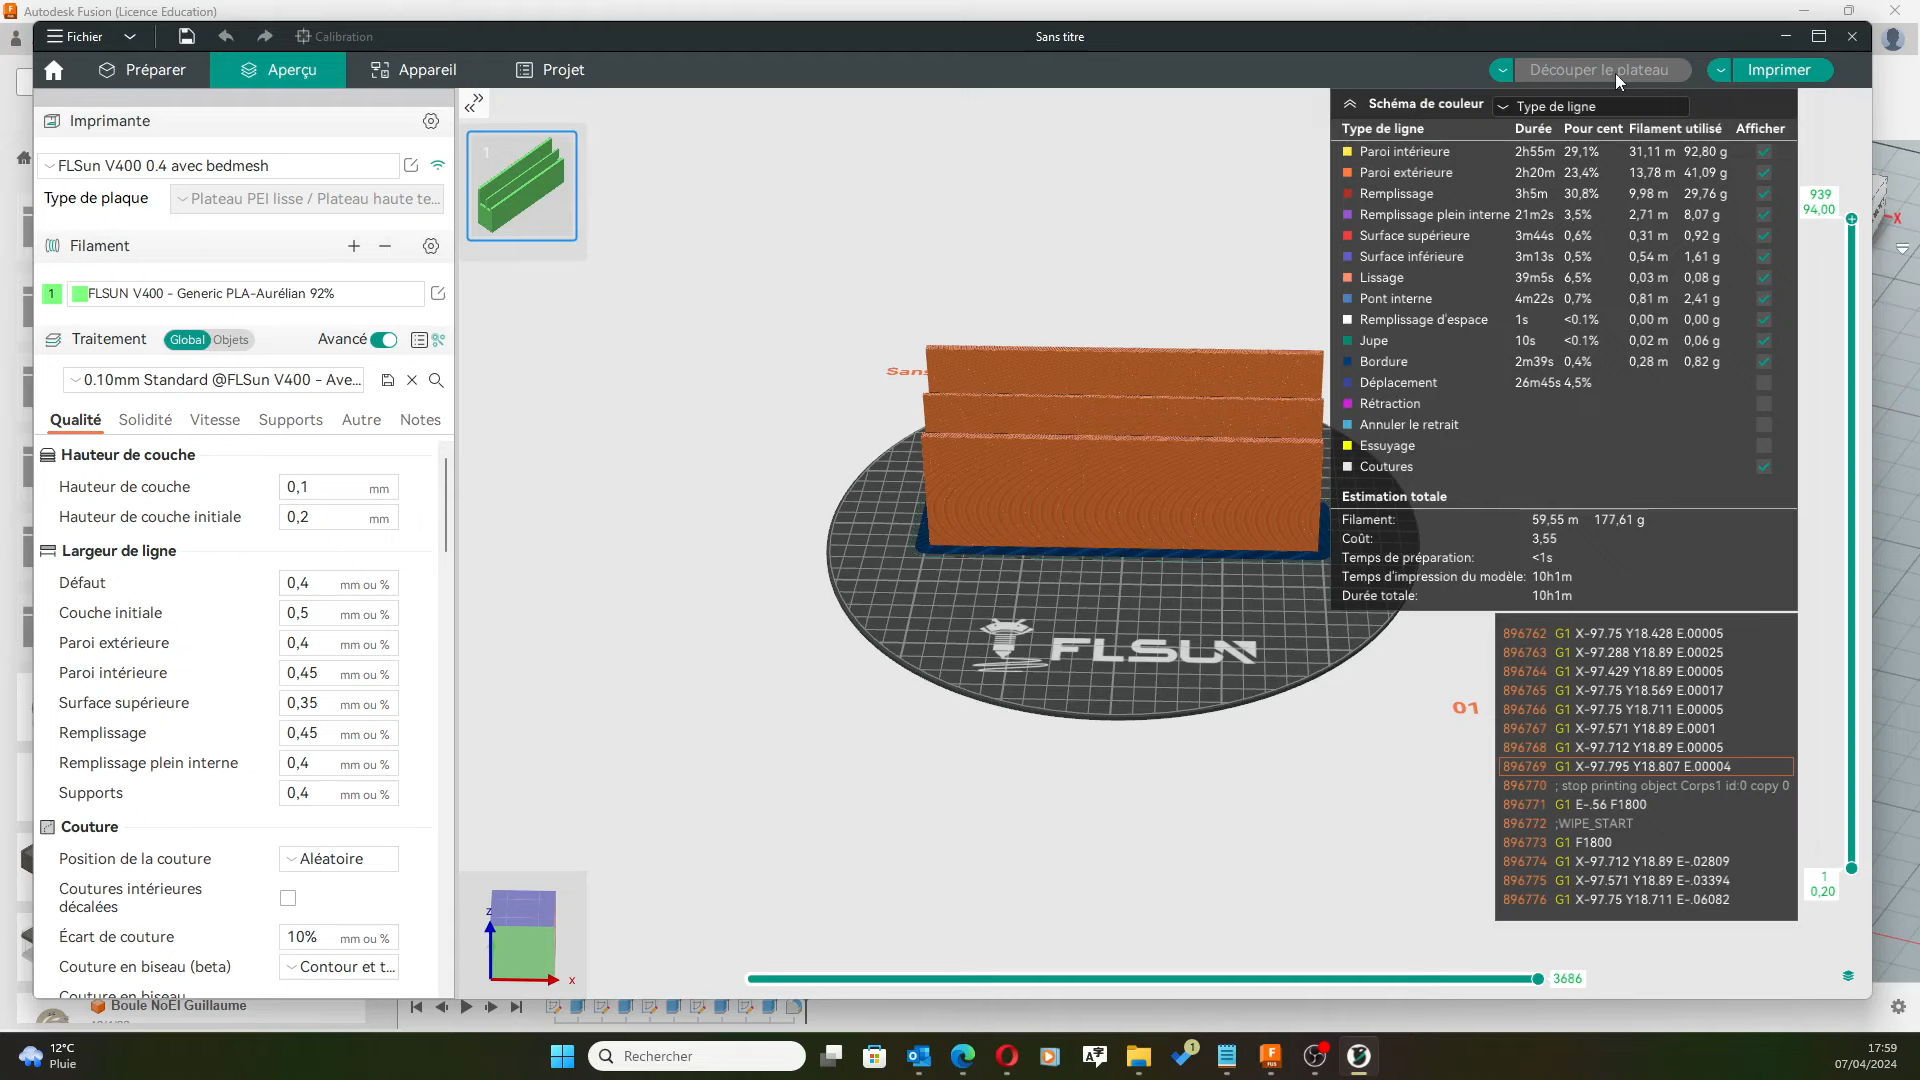 Autodesk Fusion (Licence Education)
Fichier
Calibration
Sans titre
Préparer
Aperçu
Appareil
Projet
Découper le plateau
Imprimer
Imprimante
FLSun V400 0.4 avec bedmesh
Type de plaque
Plateau PEI lisse / Plateau haute te...
Filament
1
FLSUN V400 - Generic PLA-Aurélian 92%
Traitement
Global
Objets
Avancé
0.10mm Standard @FLSun V400 - Ave...
Qualité
Solidité
Vitesse
Supports
Autre
Notes
Hauteur de couche
Hauteur de couche 0,1 mm
Hauteur de couche initiale 0,2 mm
Largeur de ligne
Défaut 0,4 mm ou %
Couche initiale 0,5 mm ou %
Paroi extérieure 0,4 mm ou %
Paroi intérieure 0,45 mm ou %
Surface supérieure 0,35 mm ou %
Remplissage 0,45 mm ou %
Remplissage plein interne 0,4 mm ou %
Supports 0,4 mm ou %
Couture
Position de la couture Aléatoire
Coutures intérieures
décalées
Écart de couture 10% mm ou %
Couture en biseau (beta) Contour et t...
Couture en biseau
Boule NoËl Guillaume
1
Sans
FLSUN
01
z
x
Schéma de couleur Type de ligne
Type de ligne Durée Pour cent Filament utilisé Afficher
Paroi intérieure 2h55m 29,1% 31,11 m 92,80 g
Paroi extérieure 2h20m 23,4% 13,78 m 41,09 g
Remplissage 3h5m 30,8% 9,98 m 29,76 g
Remplissage plein interne 21m2s 3,5% 2,71 m 8,07 g
Surface supérieure 3m44s 0,6% 0,31 m 0,92 g
Surface inférieure 3m13s 0,5% 0,54 m 1,61 g
Lissage 39m5s 6,5% 0,03 m 0,08 g
Pont interne 4m22s 0,7% 0,81 m 2,41 g
Remplissage d'espace 1s <0.1% 0,00 m 0,00 g
Jupe 10s <0.1% 0,02 m 0,06 g
Bordure 2m39s 0,4% 0,28 m 0,82 g
Déplacement 26m45s 4,5%
Rétraction
Annuler le retrait
Essuyage
Coutures
Estimation totale
Filament: 59,55 m 177,61 g
Coût: 3,55
Temps de préparation: <1s
Temps d'impression du modèle: 10h1m
Durée totale: 10h1m
939
94,00
X
896762 G1 X-97.75 Y18.428 E.00005
896763 G1 X-97.288 Y18.89 E.00025
896764 G1 X-97.429 Y18.89 E.00005
896765 G1 X-97.75 Y18.569 E.00017
896766 G1 X-97.75 Y18.711 E.00005
896767 G1 X-97.571 Y18.89 E.0001
896768 G1 X-97.712 Y18.89 E.00005
896769 G1 X-97.795 Y18.807 E.00004
896770 ; stop printing object Corps1 id:0 copy 0
896771 G1 E-.56 F1800
896772 ;WIPE_START
896773 G1 F1800
896774 G1 X-97.712 Y18.89 E-.02809
896775 G1 X-97.571 Y18.89 E-.03394
896776 G1 X-97.75 Y18.711 E-.06082
1
0,20
3686
12°C
Pluie
Rechercher
1
17:59
07/04/2024